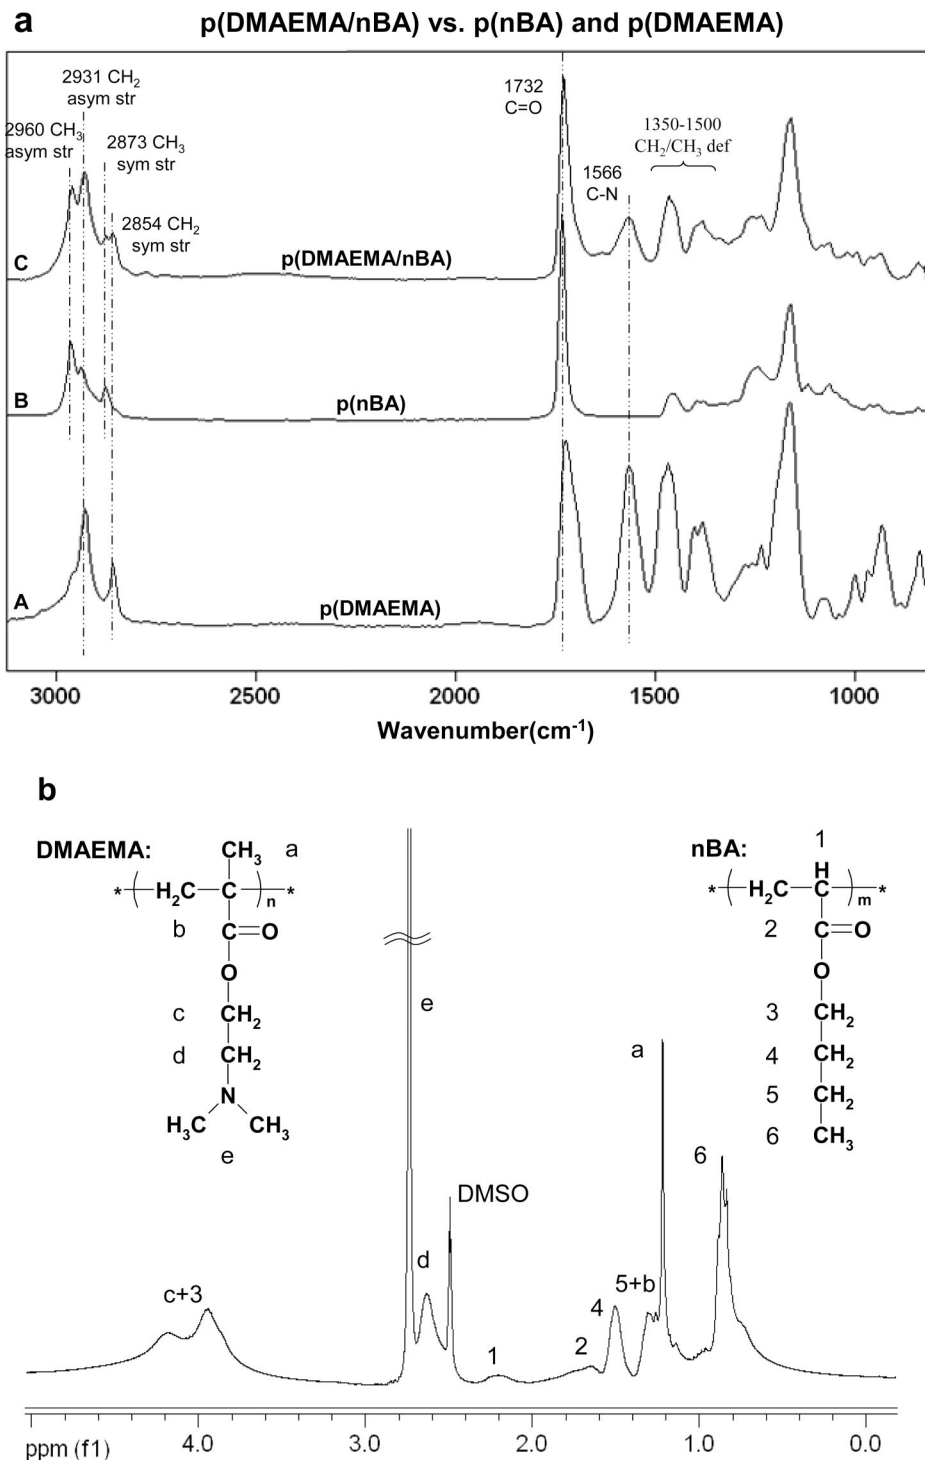 a
p(DMAEMA/nBA) vs. p(nBA) and p(DMAEMA)
2931 CH₂
asym str
2960 CH₃
asym str
2873 CH₃
sym str
2854 CH₂
sym str
1732
C=O
1566
C-N
1350-1500
CH₂/CH₃ def
C
p(DMAEMA/nBA)
B
p(nBA)
A
p(DMAEMA)
3000 2500 2000 1500 1000
Wavenumber(cm⁻¹)
b
DMAEMA:
CH₃ a
* ( H₂C C ) n *
b C=O
O
c CH₂
d CH₂
N
H₃C CH₃
e
nBA:
1
H
* ( H₂C C ) m *
2 C=O
O
3 CH₂
4 CH₂
5 CH₂
6 CH₃
e
a
6
DMSO
d
5+b
c+3
4
2
1
4.0 3.0 2.0 1.0 0.0
ppm (f1)